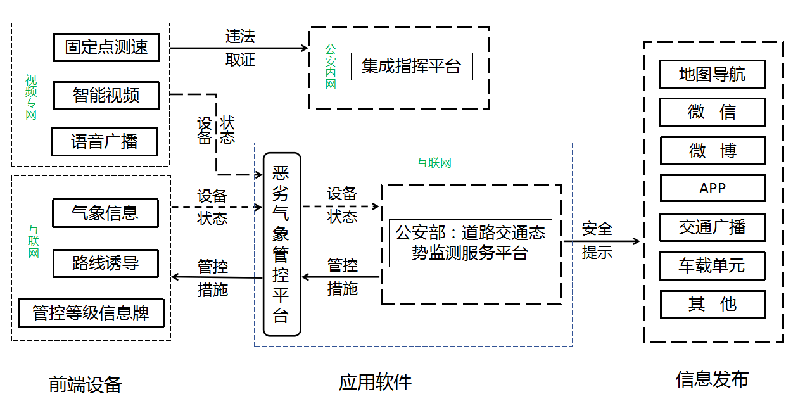 固定点测速
智能视频
语音广播
视频专网
违法
取证
公安内网
集成指挥平台
设备
状态
气象信息
路线诱导
管控等级信息牌
互联网
设备
状态
管控
措施
恶劣气象管控平台
互联网
设备
状态
管控
措施
公安部：道路交通态
势监测服务平台
安全
提示
地图导航
微 信
微 博
APP
交通广播
车载单元
其 他
前端设备
应用软件
信息发布